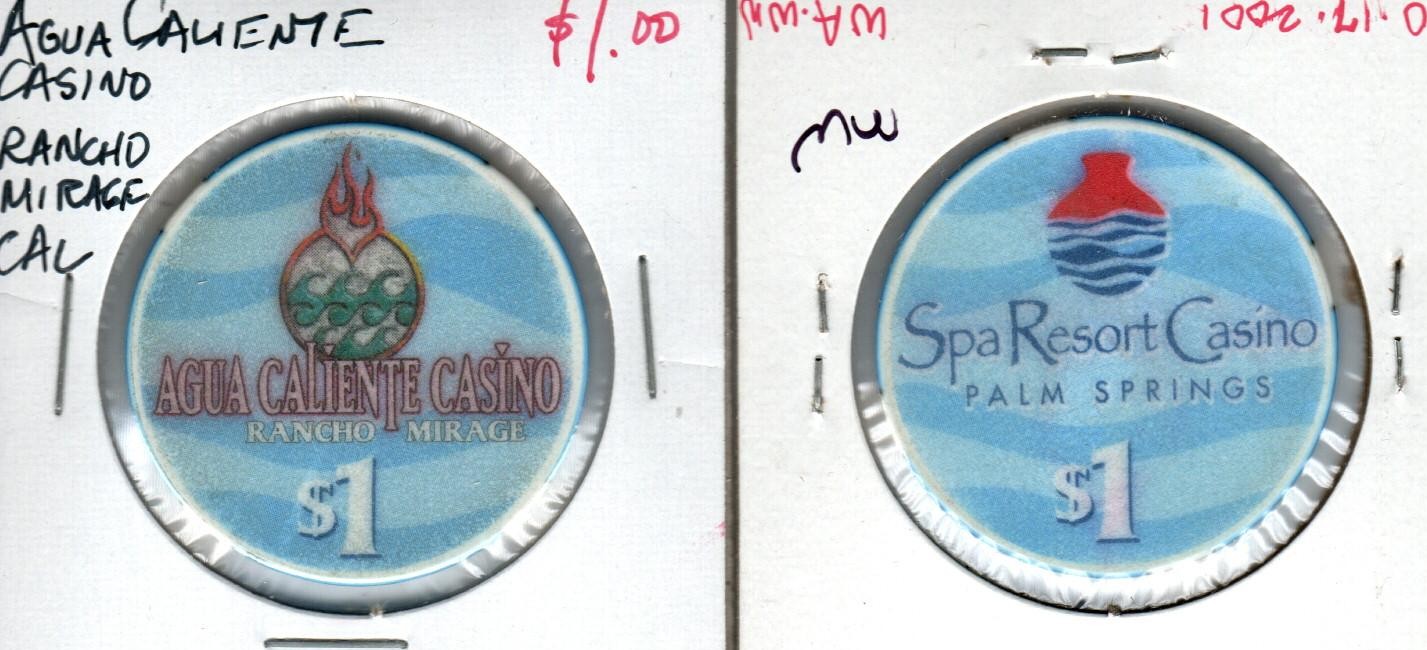 AGUA CALIENTE
CASINO
RANCHO
MIRAGE
CAL
$1.00
AGUA CALIENTE CASINO
RANCHO MIRAGE
$1
MW
Spa Resort Casino
PALM SPRINGS
$1